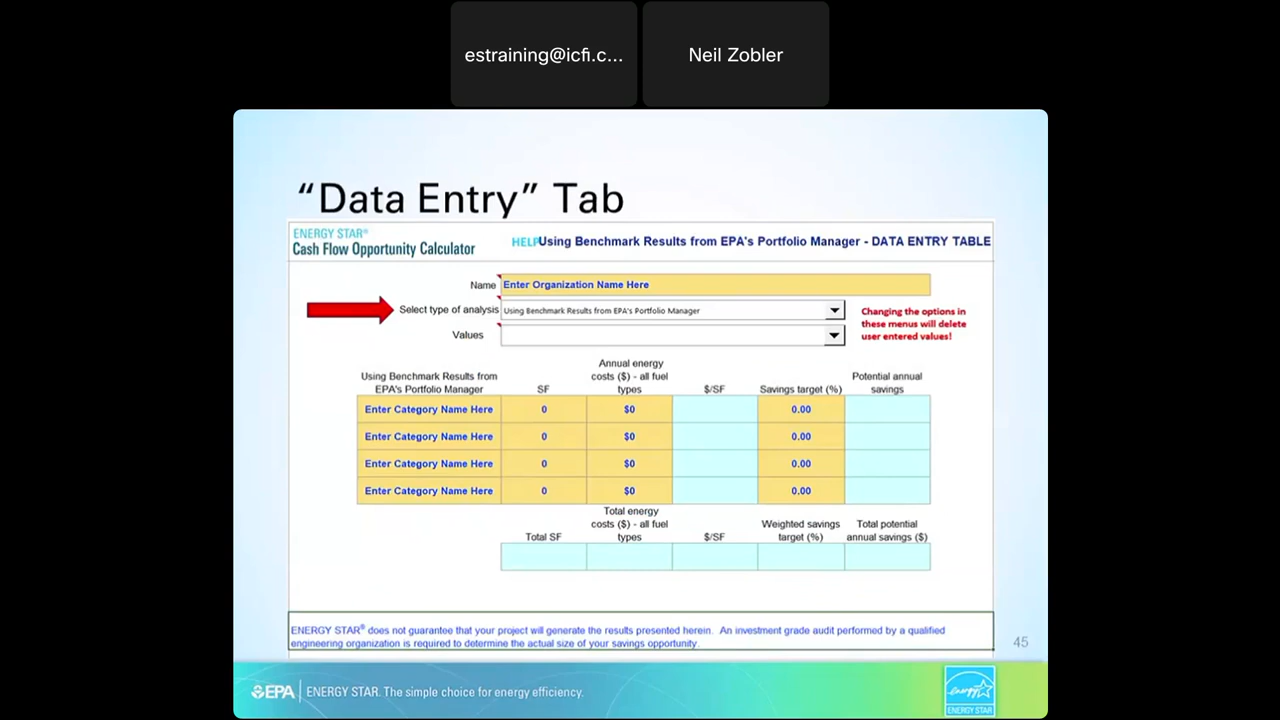 estraining@icfi.c...
Neil Zobler
“Data Entry” Tab
ENERGY STAR®
Cash Flow Opportunity Calculator
HELP
Using Benchmark Results from EPA's Portfolio Manager - DATA ENTRY TABLE
Name
Enter Organization Name Here
Select type of analysis
Using Benchmark Results from EPA's Portfolio Manager
Values
Changing the options in
these menus will delete
user entered values!
Using Benchmark Results from
EPA's Portfolio Manager
SF
Annual energy
costs ($) - all fuel
types
$/SF
Savings target (%)
Potential annual
savings
Enter Category Name Here 0 $0 0.00
Enter Category Name Here 0 $0 0.00
Enter Category Name Here 0 $0 0.00
Enter Category Name Here 0 $0 0.00
Total SF
Total energy
costs ($) - all fuel
types
$/SF
Weighted savings
target (%)
Total potential
annual savings ($)
ENERGY STAR® does not guarantee that your project will generate the results presented herein. An investment grade audit performed by a qualified
engineering organization is required to determine the actual size of your savings opportunity.
45
EPA
ENERGY STAR. The simple choice for energy efficiency.
energy
ENERGY STAR